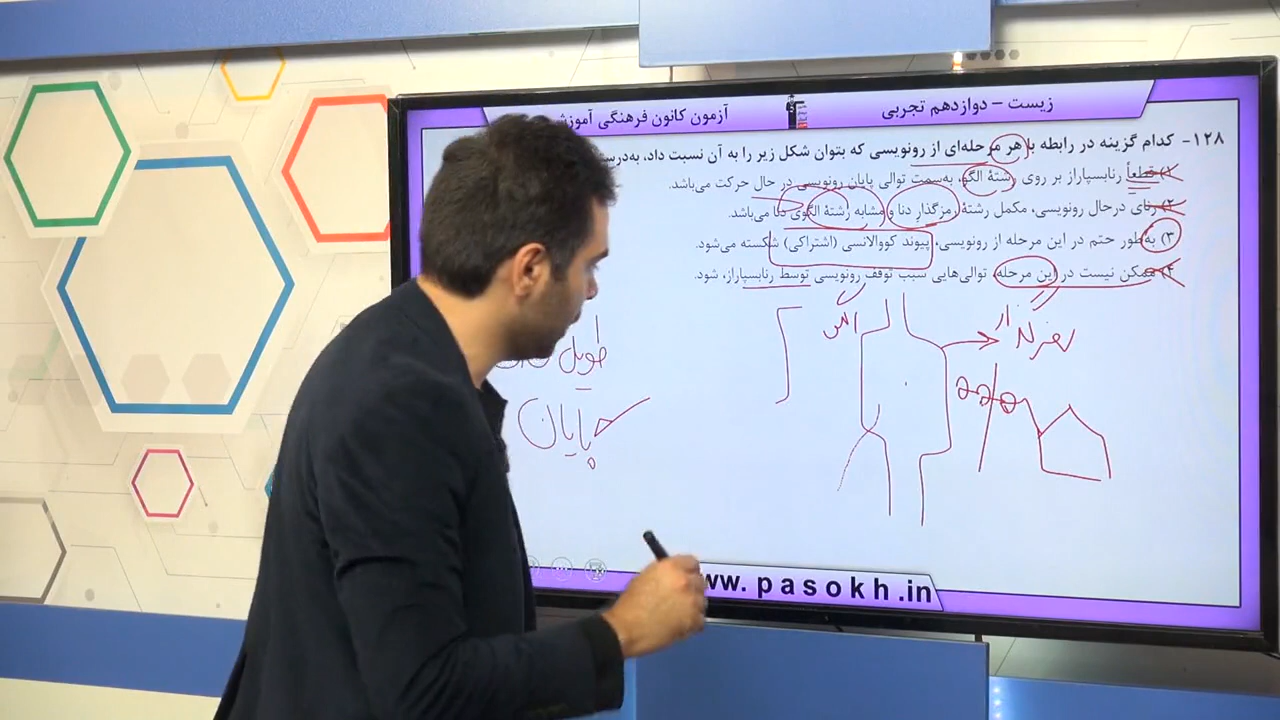 زیست - دوازدهم تجربی
آزمون کانون فرهنگی آموزش
۱۲۸- کدام گزینه در رابطه با هر مرحله‌ای از رونویسی که بتوان شکل زیر را به آن نسبت داد، به‌درست
۱) قطعاً رنابسپاراز بر روی رشتهٔ الگو، به‌سمت توالی پایان رونویسی در حال حرکت می‌باشد.
۲) رنای درحال رونویسی، مکمل رشتهٔ رمزگذار دنا و مشابه رشتهٔ الگوی دنا می‌باشد.
۳) به‌طور حتم در این مرحله از رونویسی، پیوند کووالانسی (اشتراکی) شکسته می‌شود.
۴) ممکن نیست در این مرحله، توالی‌هایی سبب توقف رونویسی توسط رنابسپاراز، شود.
طویل
پایان
www.pasokh.in